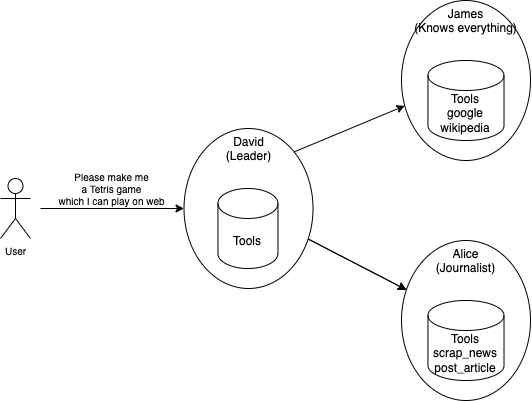 James
(Knows everything)
Tools
google
wikipedia
David
(Leader)
Tools
Please make me
a Tetris game
which I can play on web
User
Alice
(Journalist)
Tools
scrap_news
post_article